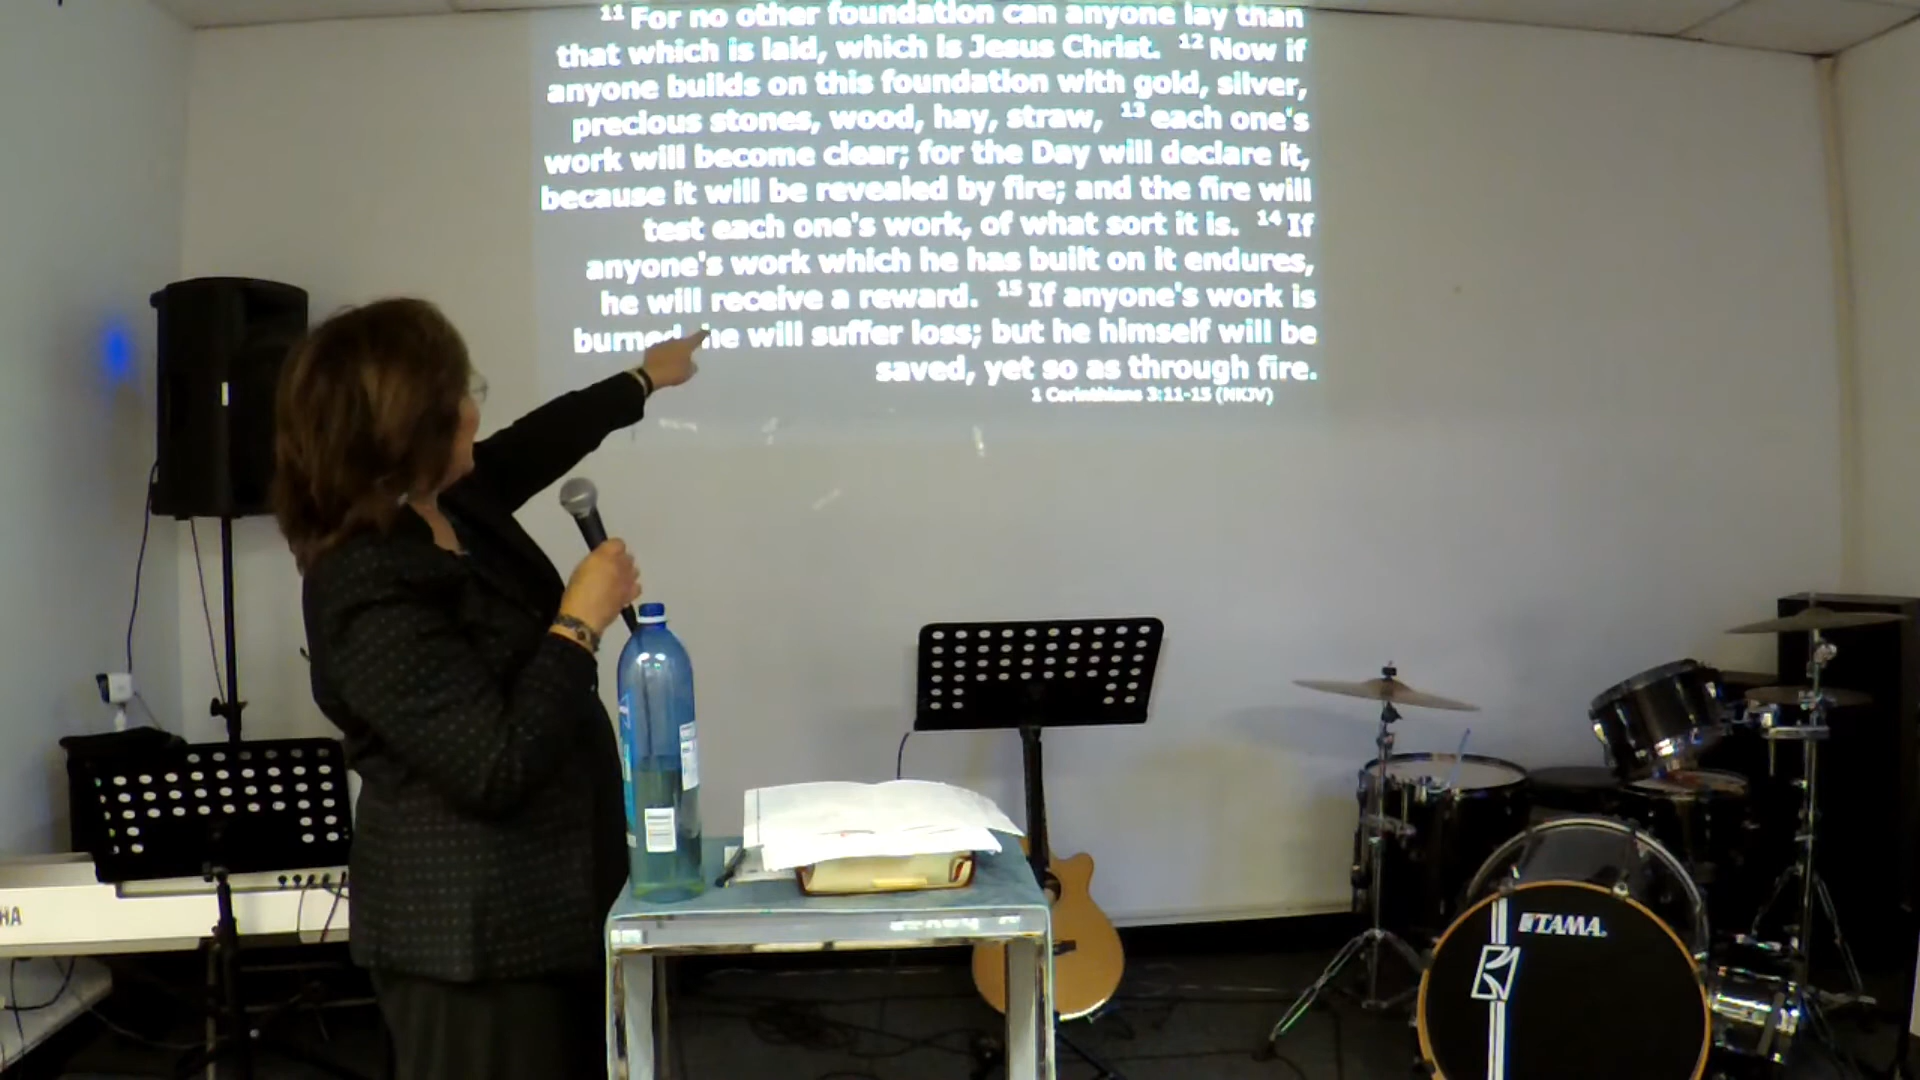 11 For no other foundation can anyone lay than
that which is laid, which is Jesus Christ. 12 Now if
anyone builds on this foundation with gold, silver,
precious stones, wood, hay, straw, 13 each one's
work will become clear; for the Day will declare it,
because it will be revealed by fire; and the fire will
test each one's work, of what sort it is. 14 If
anyone's work which he has built on it endures,
he will receive a reward. 15 If anyone's work is
burned, he will suffer loss; but he himself will be
saved, yet so as through fire.
1 Corinthians 3:11-15 (NKJV)
HA
TAMA